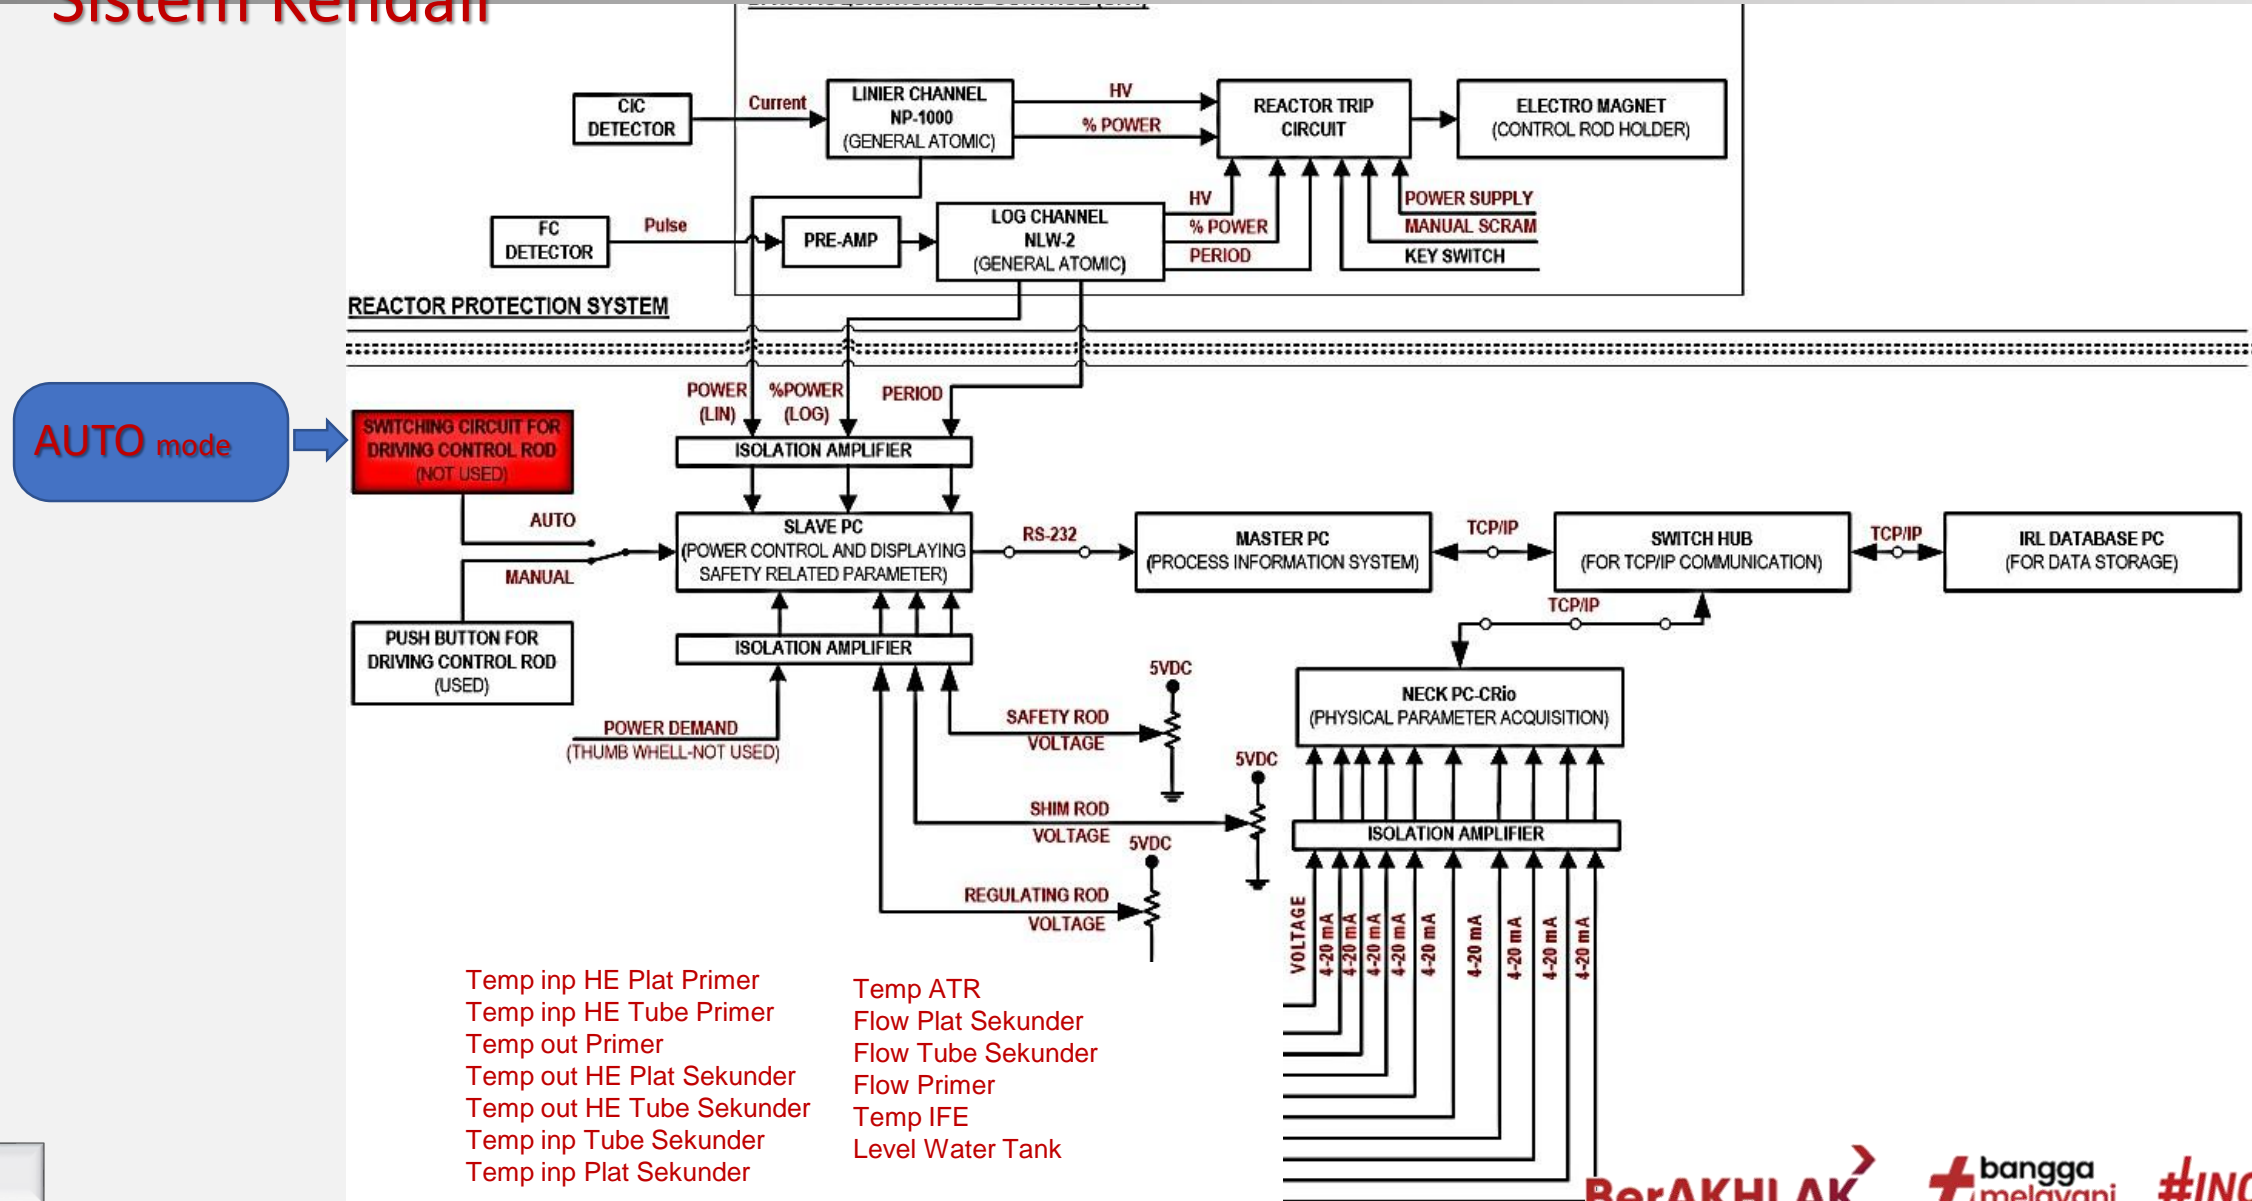 Sistem Kendali
CIC
DETECTOR
Current
LINIER CHANNEL
NP-1000
(GENERAL ATOMIC)
HV
% POWER
REACTOR TRIP
CIRCUIT
ELECTRO MAGNET
(CONTROL ROD HOLDER)
FC
DETECTOR
Pulse
PRE-AMP
LOG CHANNEL
NLW-2
(GENERAL ATOMIC)
HV
% POWER
PERIOD
POWER SUPPLY
MANUAL SCRAM
KEY SWITCH
REACTOR PROTECTION SYSTEM
POWER
(LIN)
%POWER
(LOG)
PERIOD
AUTO mode
SWITCHING CIRCUIT FOR
DRIVING CONTROL ROD
(NOT USED)
ISOLATION AMPLIFIER
AUTO
MANUAL
SLAVE PC
(POWER CONTROL AND DISPLAYING
SAFETY RELATED PARAMETER)
RS-232
MASTER PC
(PROCESS INFORMATION SYSTEM)
TCP/IP
SWITCH HUB
(FOR TCP/IP COMMUNICATION)
TCP/IP
IRL DATABASE PC
(FOR DATA STORAGE)
TCP/IP
PUSH BUTTON FOR
DRIVING CONTROL ROD
(USED)
ISOLATION AMPLIFIER
POWER DEMAND
(THUMB WHELL-NOT USED)
5VDC
SAFETY ROD
VOLTAGE
NECK PC-CRio
(PHYSICAL PARAMETER ACQUISITION)
5VDC
SHIM ROD
VOLTAGE
5VDC
ISOLATION AMPLIFIER
REGULATING ROD
VOLTAGE
VOLTAGE
4-20 mA
4-20 mA
4-20 mA
4-20 mA
4-20 mA
4-20 mA
4-20 mA
4-20 mA
4-20 mA
Temp inp HE Plat Primer
Temp inp HE Tube Primer
Temp out Primer
Temp out HE Plat Sekunder
Temp out HE Tube Sekunder
Temp inp Tube Sekunder
Temp inp Plat Sekunder
Temp ATR
Flow Plat Sekunder
Flow Tube Sekunder
Flow Primer
Temp IFE
Level Water Tank
BerAKHLAK
bangga
melayani